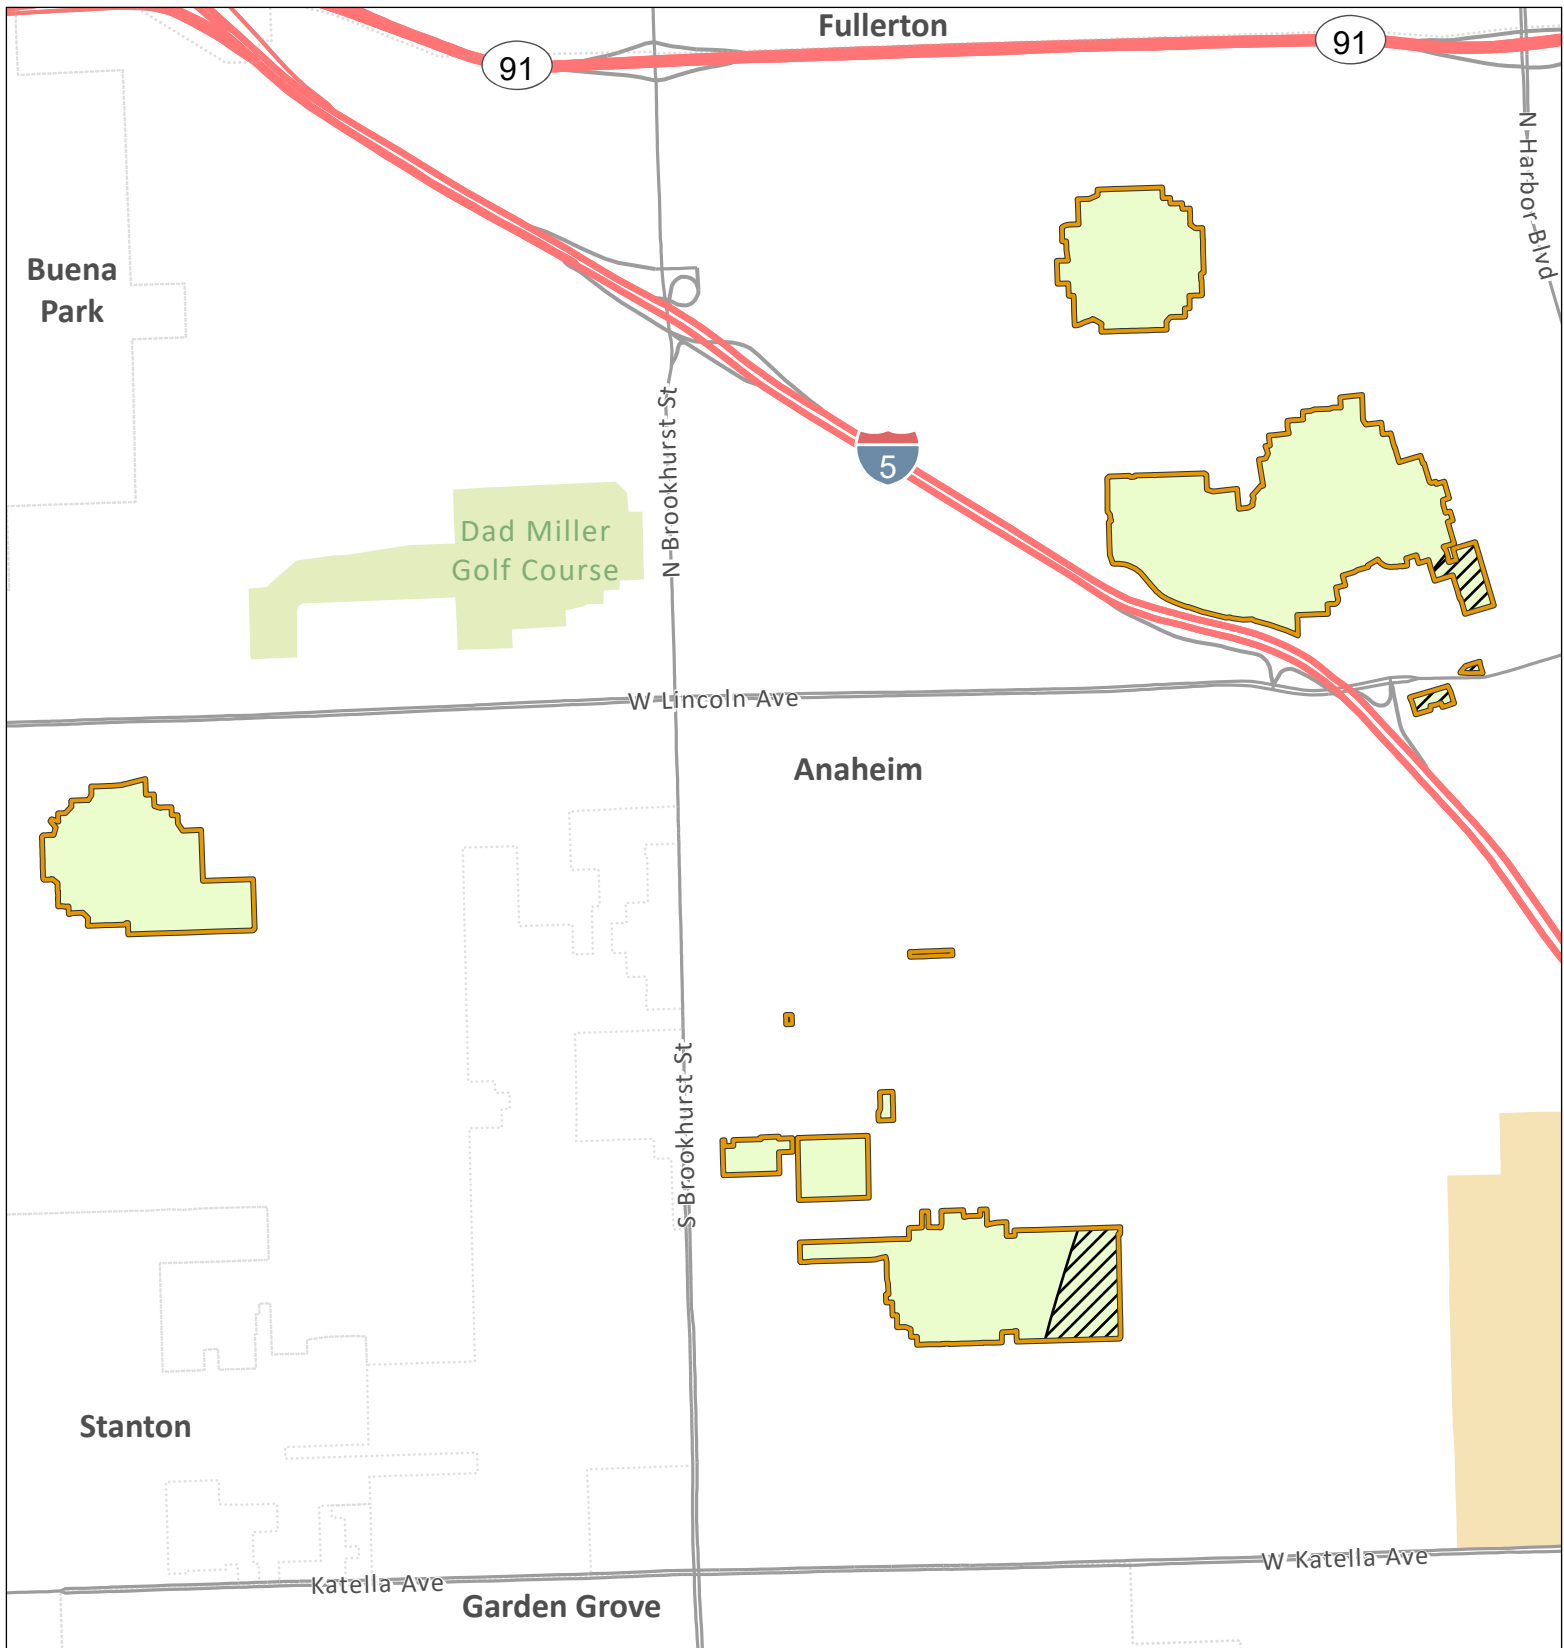 Fullerton
91
91
N Harbor Blvd
Buena
Park
N Brookhurst St
5
Dad Miller
Golf Course
W Lincoln Ave
Anaheim
S Brookhurst St
Stanton
W Katella Ave
Katella Ave
Garden Grove